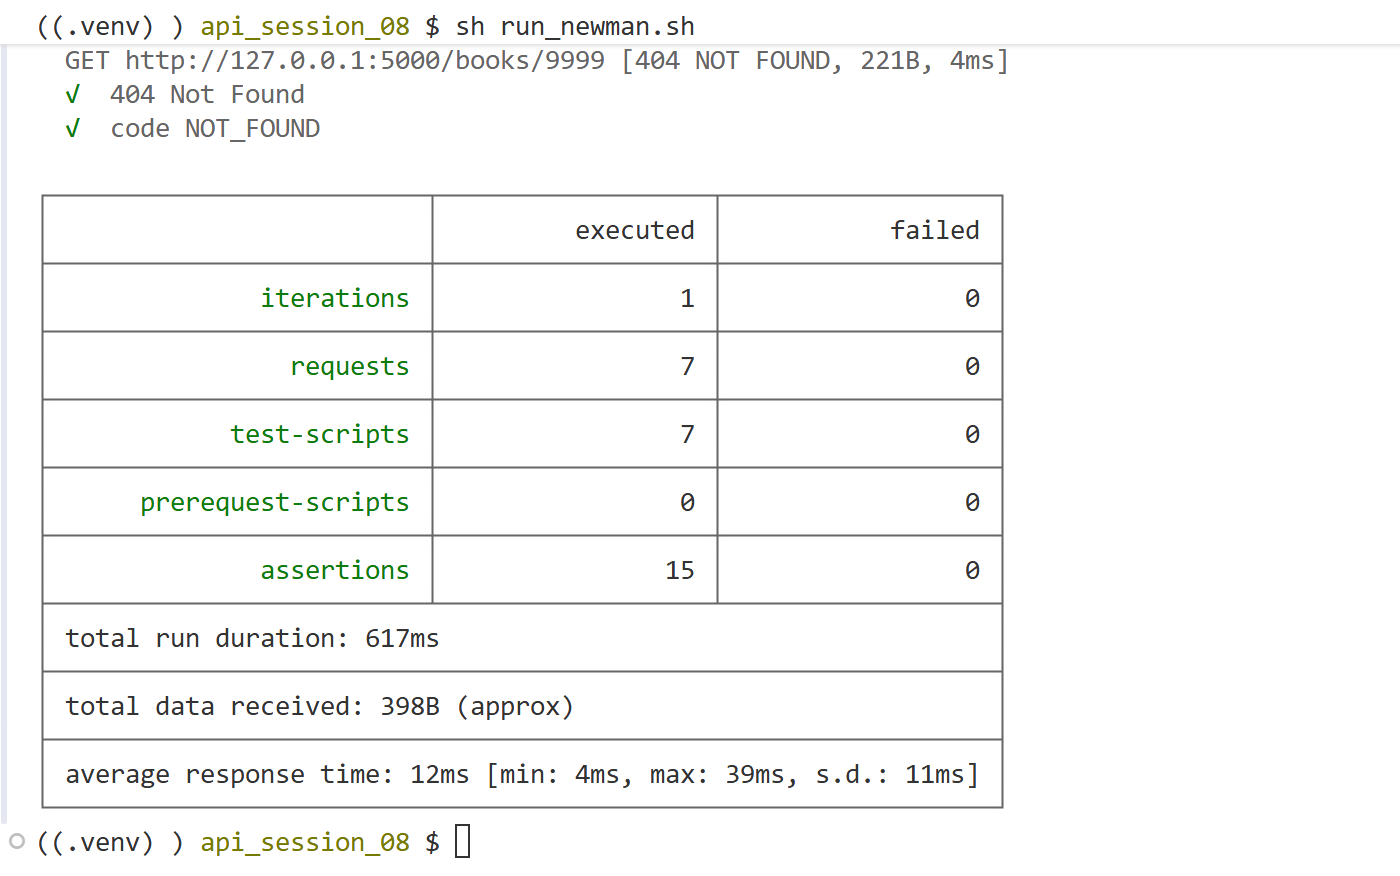 ((.venv) ) api_session_08 $ sh run_newman.sh
GET http://127.0.0.1:5000/books/9999 [404 NOT FOUND, 221B, 4ms]
√ 404 Not Found
√ code NOT_FOUND
executed failed
iterations 1 0
requests 7 0
test-scripts 7 0
prerequest-scripts 0 0
assertions 15 0
total run duration: 617ms
total data received: 398B (approx)
average response time: 12ms [min: 4ms, max: 39ms, s.d.: 11ms]
((.venv) ) api_session_08 $